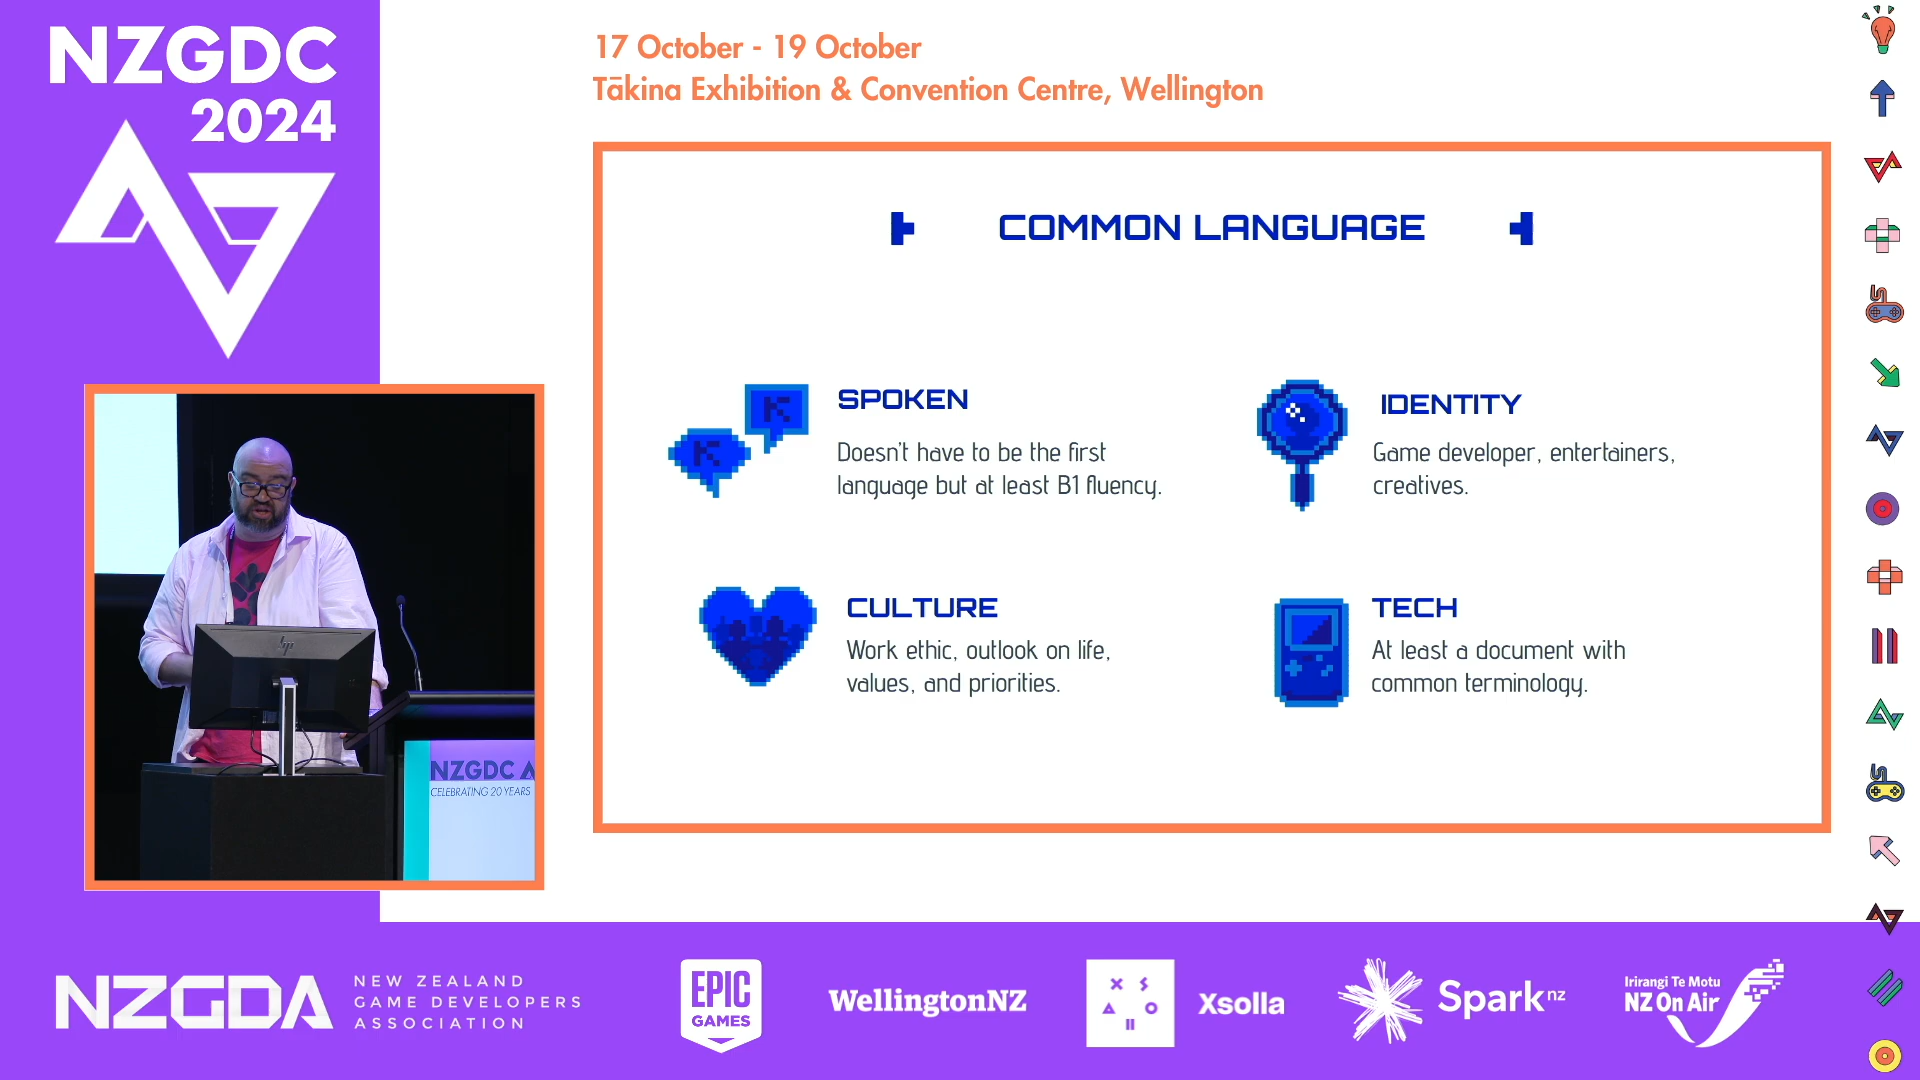 NZGDC
2024
17 October - 19 October
Tākina Exhibition & Convention Centre, Wellington
COMMON LANGUAGE
SPOKEN
Doesn't have to be the first
language but at least B1 fluency.
IDENTITY
Game developer, entertainers,
creatives.
CULTURE
Work ethic, outlook on life,
values, and priorities.
TECH
At least a document with
common terminology.
hp
NZGDC
CELEBRATING 20 YEARS
NZGDA
NEW ZEALAND
GAME DEVELOPERS
ASSOCIATION
EPIC
GAMES
WellingtonNZ
Xsolla
Spark nz
Irirangi Te Motu
NZ On Air